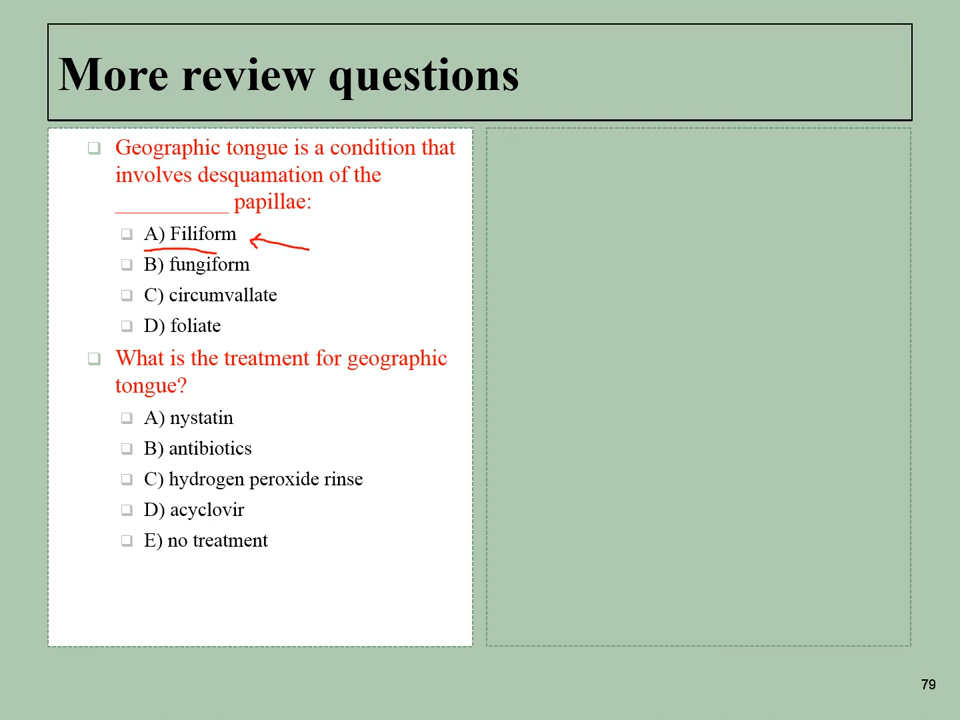 More review questions
Geographic tongue is a condition that
involves desquamation of the
__________ papillae:
A) Filiform
B) fungiform
C) circumvallate
D) foliate
What is the treatment for geographic
tongue?
A) nystatin
B) antibiotics
C) hydrogen peroxide rinse
D) acyclovir
E) no treatment
79